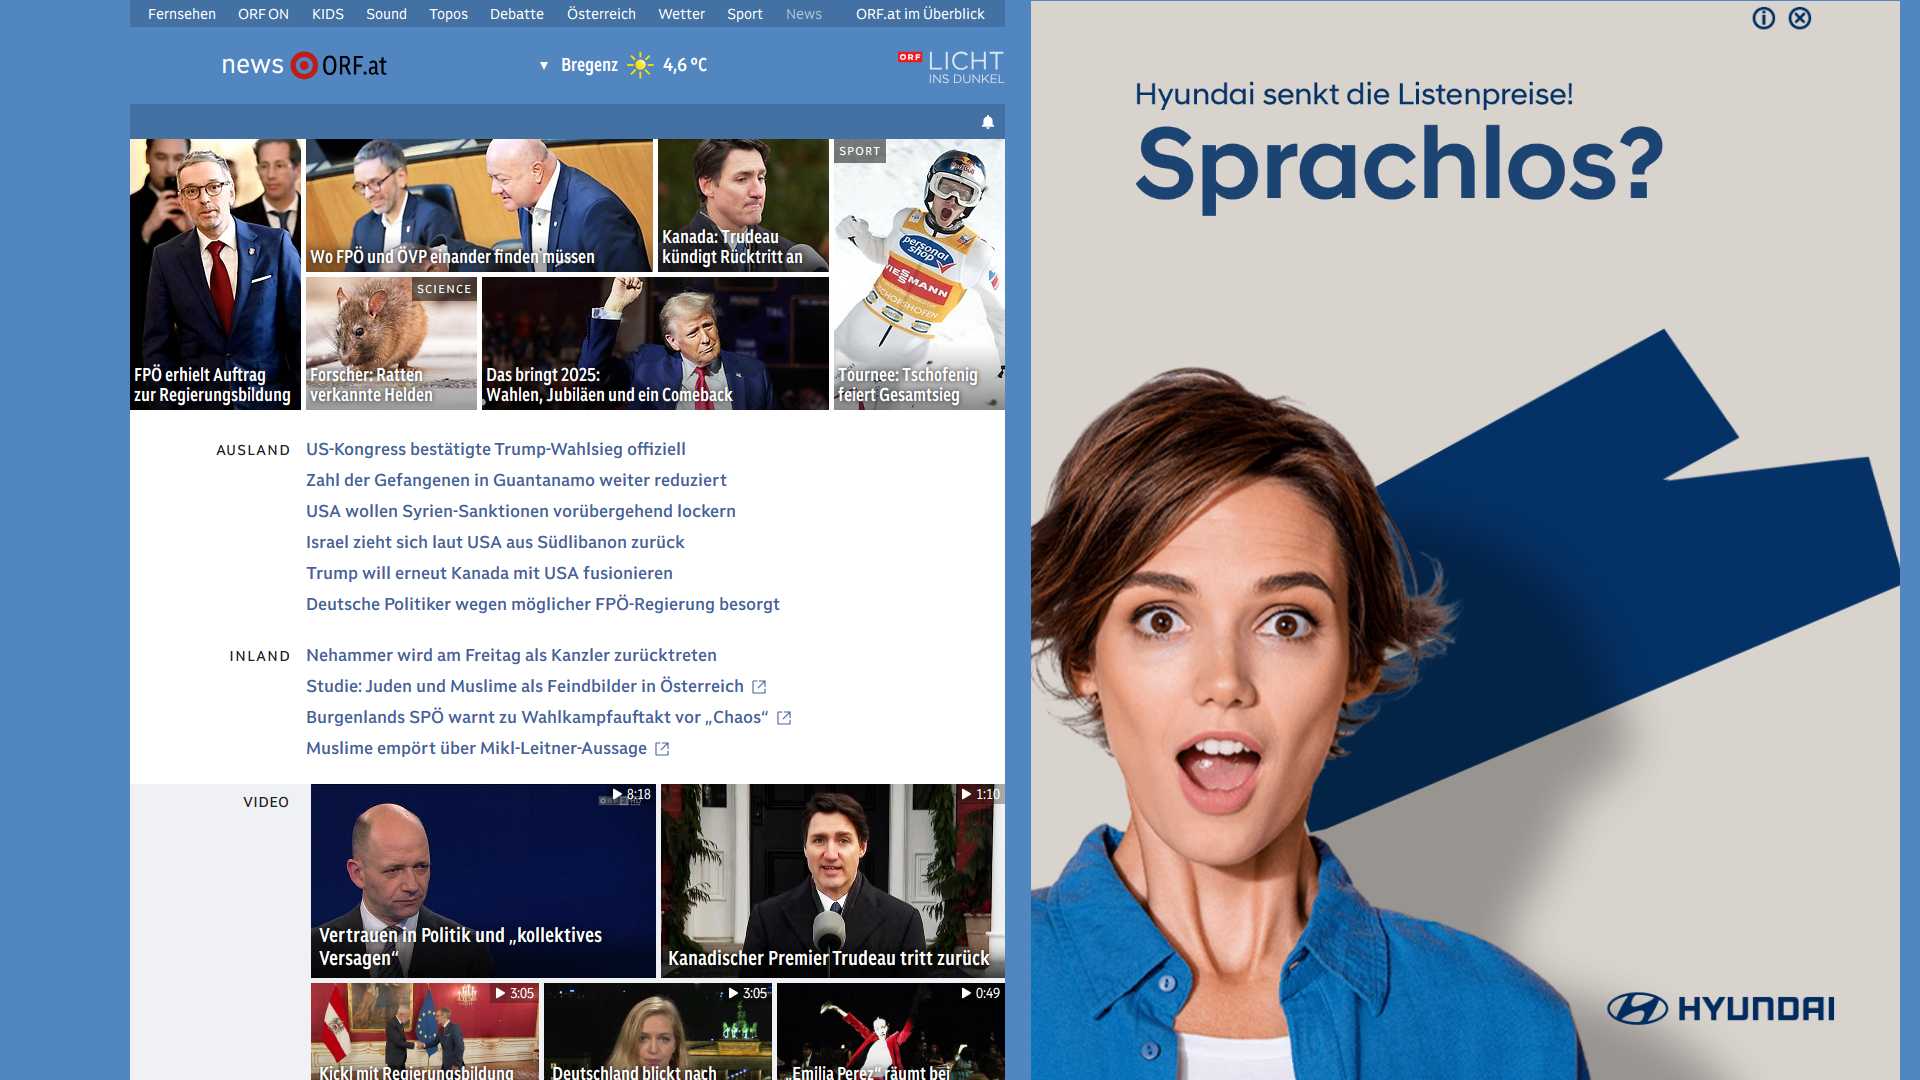 Fernsehen ORF ON KIDS Sound Topos Debatte Österreich Wetter Sport News ORF.at im Überblick
news ORF.at
Bregenz 4,6 °C
ORF LICHT
INS DUNKEL
FPÖ erhielt Auftrag
zur Regierungsbildung
Wo FPÖ und ÖVP einander finden müssen
Kanada: Trudeau
kündigt Rücktritt an
SPORT
personal
shop
VIESSMANN
BISCHOFSHOFEN
Tournee: Tschofenig
feiert Gesamtsieg
SCIENCE
Forscher: Ratten
verkannte Helden
Das bringt 2025:
Wahlen, Jubiläen und ein Comeback
AUSLAND
US-Kongress bestätigte Trump-Wahlsieg offiziell
Zahl der Gefangenen in Guantanamo weiter reduziert
USA wollen Syrien-Sanktionen vorübergehend lockern
Israel zieht sich laut USA aus Südlibanon zurück
Trump will erneut Kanada mit USA fusionieren
Deutsche Politiker wegen möglicher FPÖ-Regierung besorgt
INLAND
Nehammer wird am Freitag als Kanzler zurücktreten
Studie: Juden und Muslime als Feindbilder in Österreich
Burgenlands SPÖ warnt zu Wahlkampfauftakt vor „Chaos“
Muslime empört über Mikl-Leitner-Aussage
VIDEO
8:18
Vertrauen in Politik und „kollektives
Versagen“
1:10
Kanadischer Premier Trudeau tritt zurück
3:05
Kickl mit Regierungsbildung
3:05
Deutschland blickt nach
0:49
„Emilia Perez“ räumt bei
Hyundai senkt die Listenpreise!
Sprachlos?
HYUNDAI